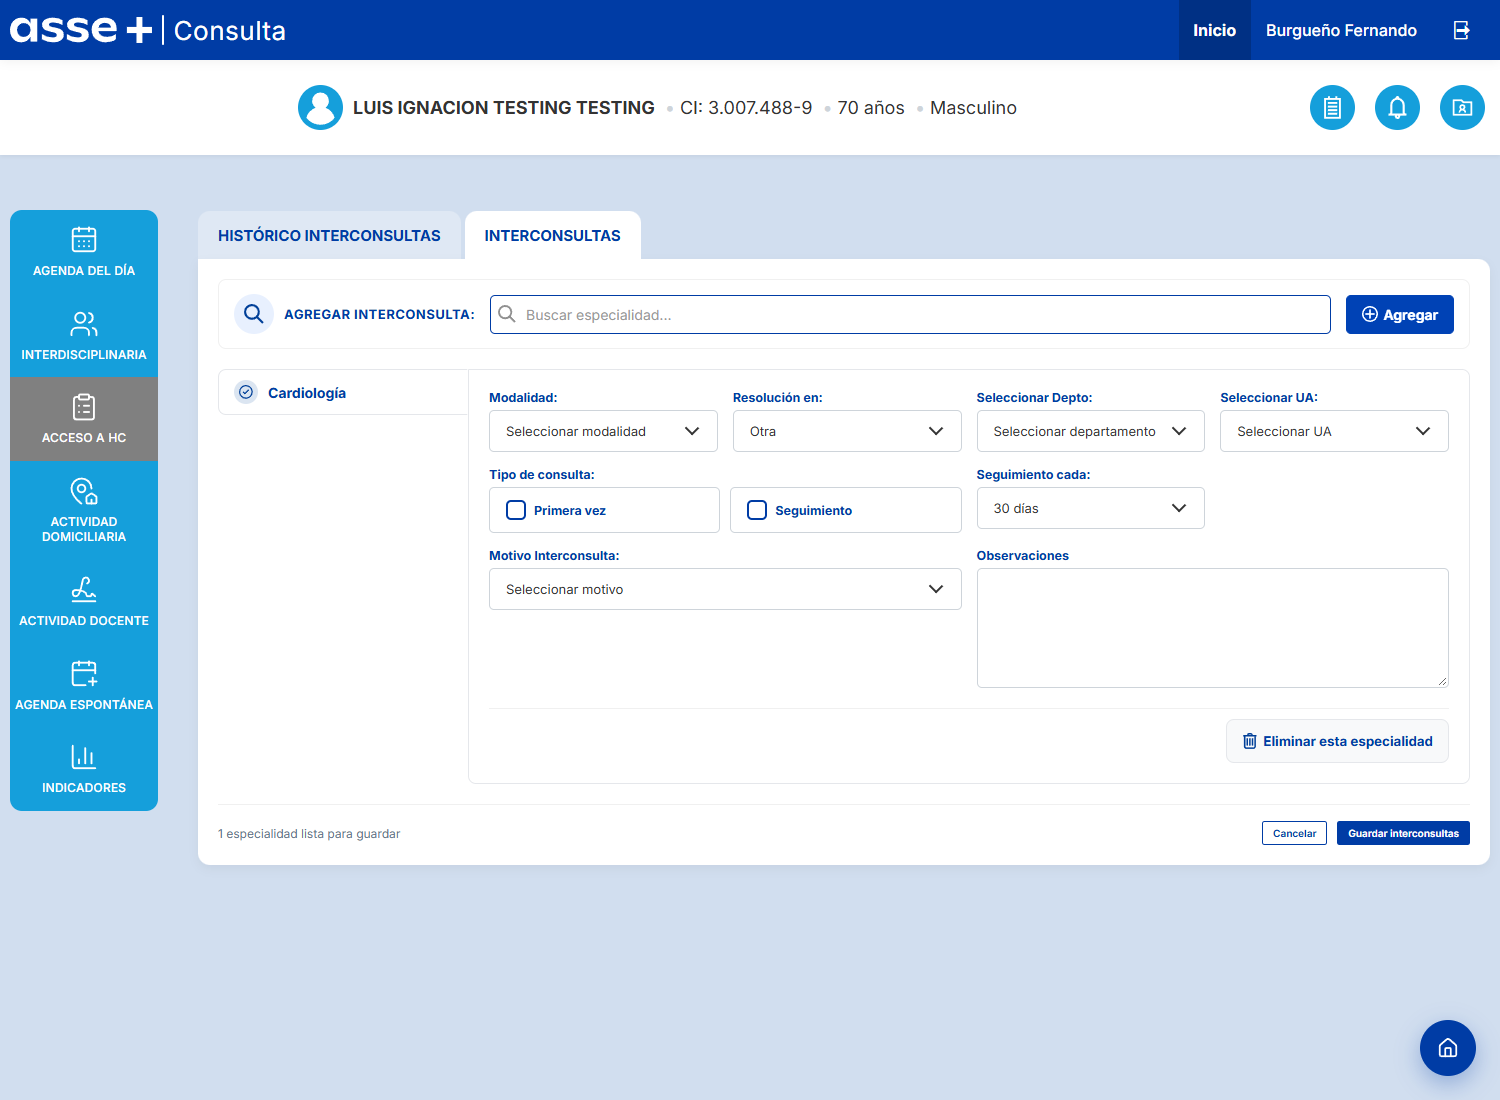 asse + | Consulta
Inicio
Burgueño Fernando
LUIS IGNACION TESTING TESTING • CI: 3.007.488-9 • 70 años • Masculino
AGENDA DEL DÍA
INTERDISCIPLINARIA
ACCESO A HC
ACTIVIDAD
DOMICILIARIA
ACTIVIDAD DOCENTE
AGENDA ESPONTÁNEA
INDICADORES
HISTÓRICO INTERCONSULTAS
INTERCONSULTAS
AGREGAR INTERCONSULTA:
Buscar especialidad...
Agregar
Cardiología
Modalidad:
Seleccionar modalidad
Resolución en:
Otra
Seleccionar Depto:
Seleccionar departamento
Seleccionar UA:
Seleccionar UA
Tipo de consulta:
Primera vez
Seguimiento
Seguimiento cada:
30 días
Motivo Interconsulta:
Seleccionar motivo
Observaciones
Eliminar esta especialidad
1 especialidad lista para guardar
Cancelar
Guardar interconsultas